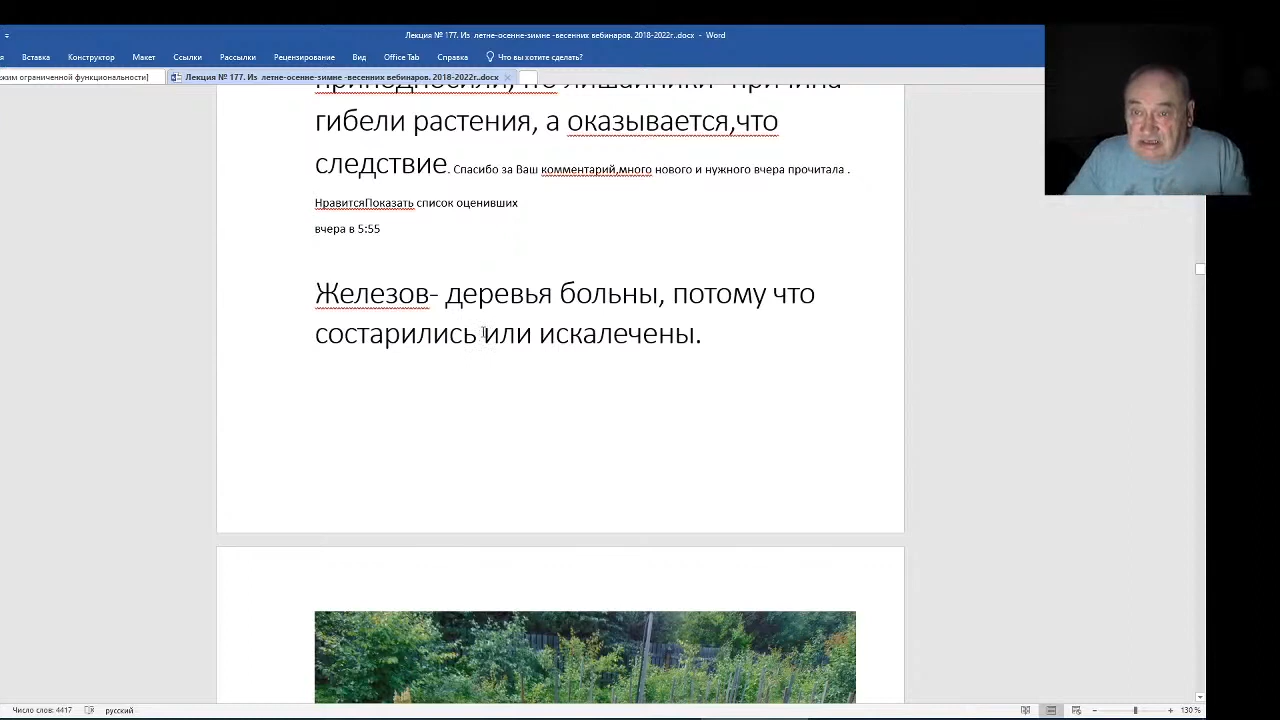 Лекция № 177. Из летне-осенне-зимне -весенних вебинаров. 2018-2022г..docx - Word
Вставка Конструктор Макет Ссылки Рассылки Рецензирование Вид Office Tab Справка Что вы хотите сделать?
ежим ограниченной функциональности] Лекция № 177. Из летне-осенне-зимне -весенних вебинаров. 2018-2022г..docx
гибели растения, а оказывается,что
следствие. Спасибо за Ваш комментарий,много нового и нужного вчера прочитала .
НравитсяПоказать список оценивших
вчера в 5:55
Железов- деревья больны, потому что
состарились или искалечены.
Число слов: 4417 русский 130 %